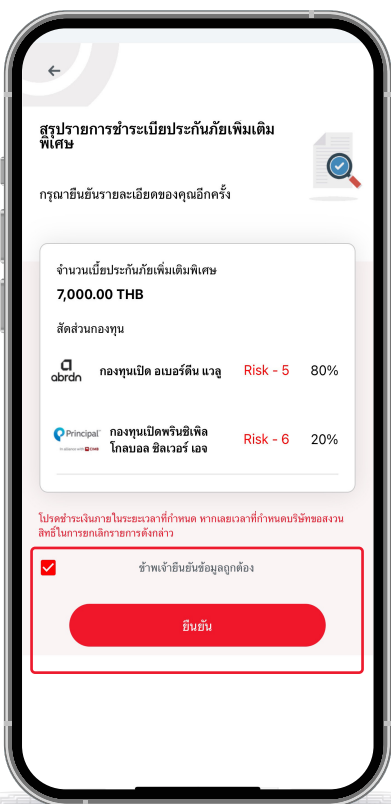 สรุปรายการชำระเบี้ยประกันภัยเพิ่มเติม
พิเศษ
กรุณายืนยันรายละเอียดของคุณอีกครั้ง
จำนวนเบี้ยประกันภัยเพิ่มเติมพิเศษ
7,000.00 THB
สัดส่วนกองทุน
abrdn กองทุนเปิด อเบอร์ดีน แวลู Risk - 5 80%
Principal กองทุนเปิดพรินซิเพิล
โกลบอล ซิลเวอร์ เอจ Risk - 6 20%
โปรดชำระเงินภายในระยะเวลาที่กำหนด หากเลยเวลาที่กำหนดบริษัทขอสงวน
สิทธิ์ในการยกเลิกรายการดังกล่าว
ข้าพเจ้ายืนยันข้อมูลถูกต้อง
ยืนยัน